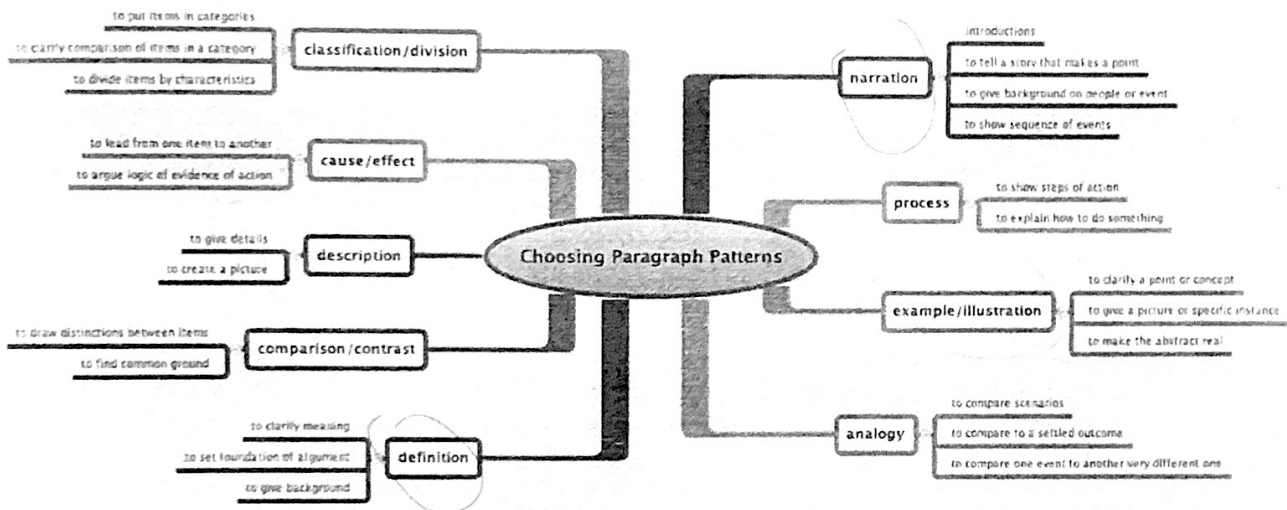 to put items in categories
to clarify comparison of items in a category
to divide items by characteristics
classification/division
to lead from one item to another
to argue logic of evidence of action
cause/effect
to give details
to create a picture
description
to draw distinctions between items
to find common ground
comparison/contrast
to clarify meaning
to set foundation of argument
to give background
definition
Choosing Paragraph Patterns
narration
introductions
to tell a story that makes a point
to give background on people or event
to show sequence of events
process
to show steps of action
to explain how to do something
example/illustration
to clarify a point or concept
to give a picture or specific instance
to make the abstract real
analogy
to compare scenarios
to compare to a settled outcome
to compare one event to another very different one